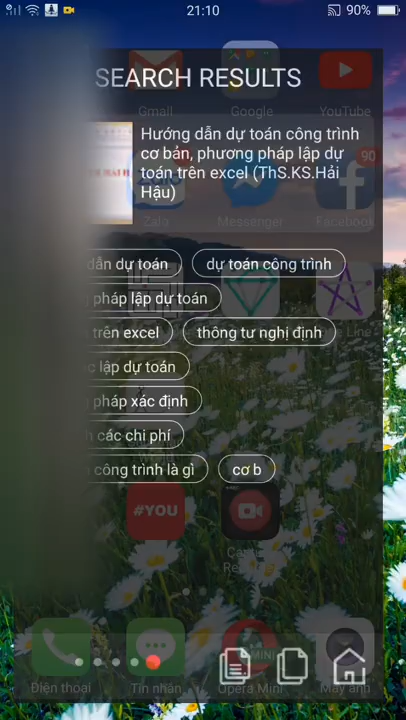 21:10
90%
SEARCH RESULTS
Gmail
Google
YouTube
Hướng dẫn dự toán công trình
cơ bản, phương pháp lập dự
toán trên excel (ThS.KS.Hải
Hậu)
90
Zalo
Messenger
Facebook
dẫn dự toán
dự toán công trình
pháp lập dự toán
trên excel
thông tư nghị định
Line
lập dự toán
pháp xác định
các chi phí
công trình là gì
cơ b
#YOU
Điện thoại
Tin nhắn
Opera Mini
Máy ảnh